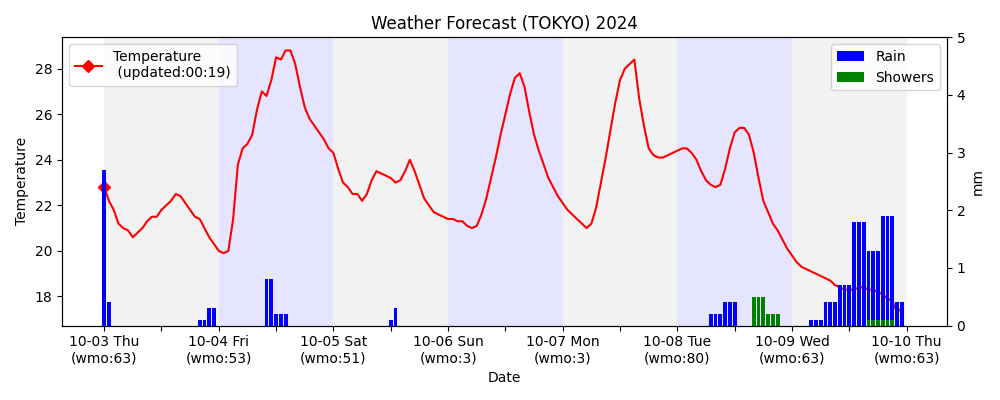 Weather Forecast (TOKYO) 2024
Temperature
(updated:00:19)
Rain
Showers
28
26
24
22
20
18
Temperature
5
4
3
2
1
0
mm
10-03 Thu
(wmo:63)
10-04 Fri
(wmo:53)
10-05 Sat
(wmo:51)
10-06 Sun
(wmo:3)
10-07 Mon
(wmo:3)
10-08 Tue
(wmo:80)
10-09 Wed
(wmo:63)
10-10 Thu
(wmo:63)
Date